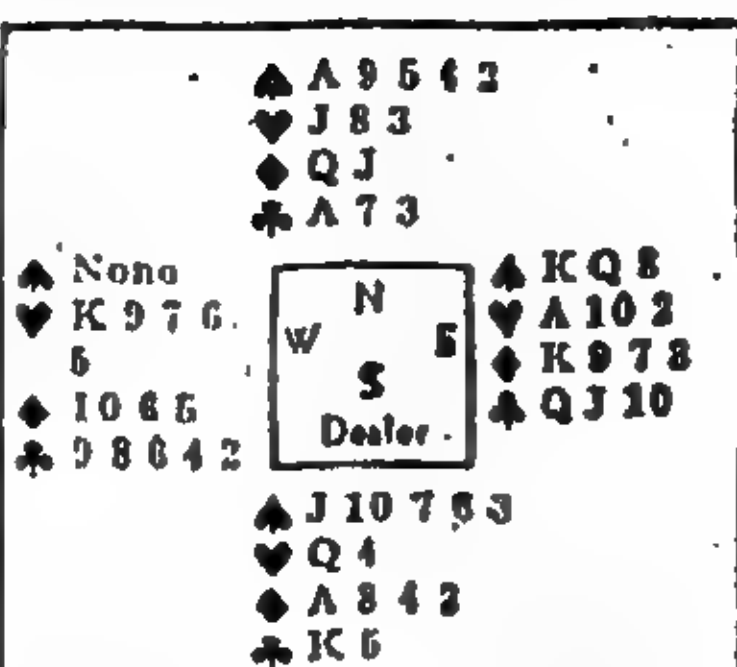 ♠ A 9 5 4 2
♥ J 8 3
♦ Q J
♣ A 7 3
♠ None
♥ K 9 7 6
5
♦ 10 6 5
♣ 9 8 6 4 2
N
W E
S
Dealer
♠ K Q 8
♥ A 10 2
♦ K 9 7 3
♣ Q J 10
♠ J 10 7 6 3
♥ Q 4
♦ A 8 4 2
♣ K 5